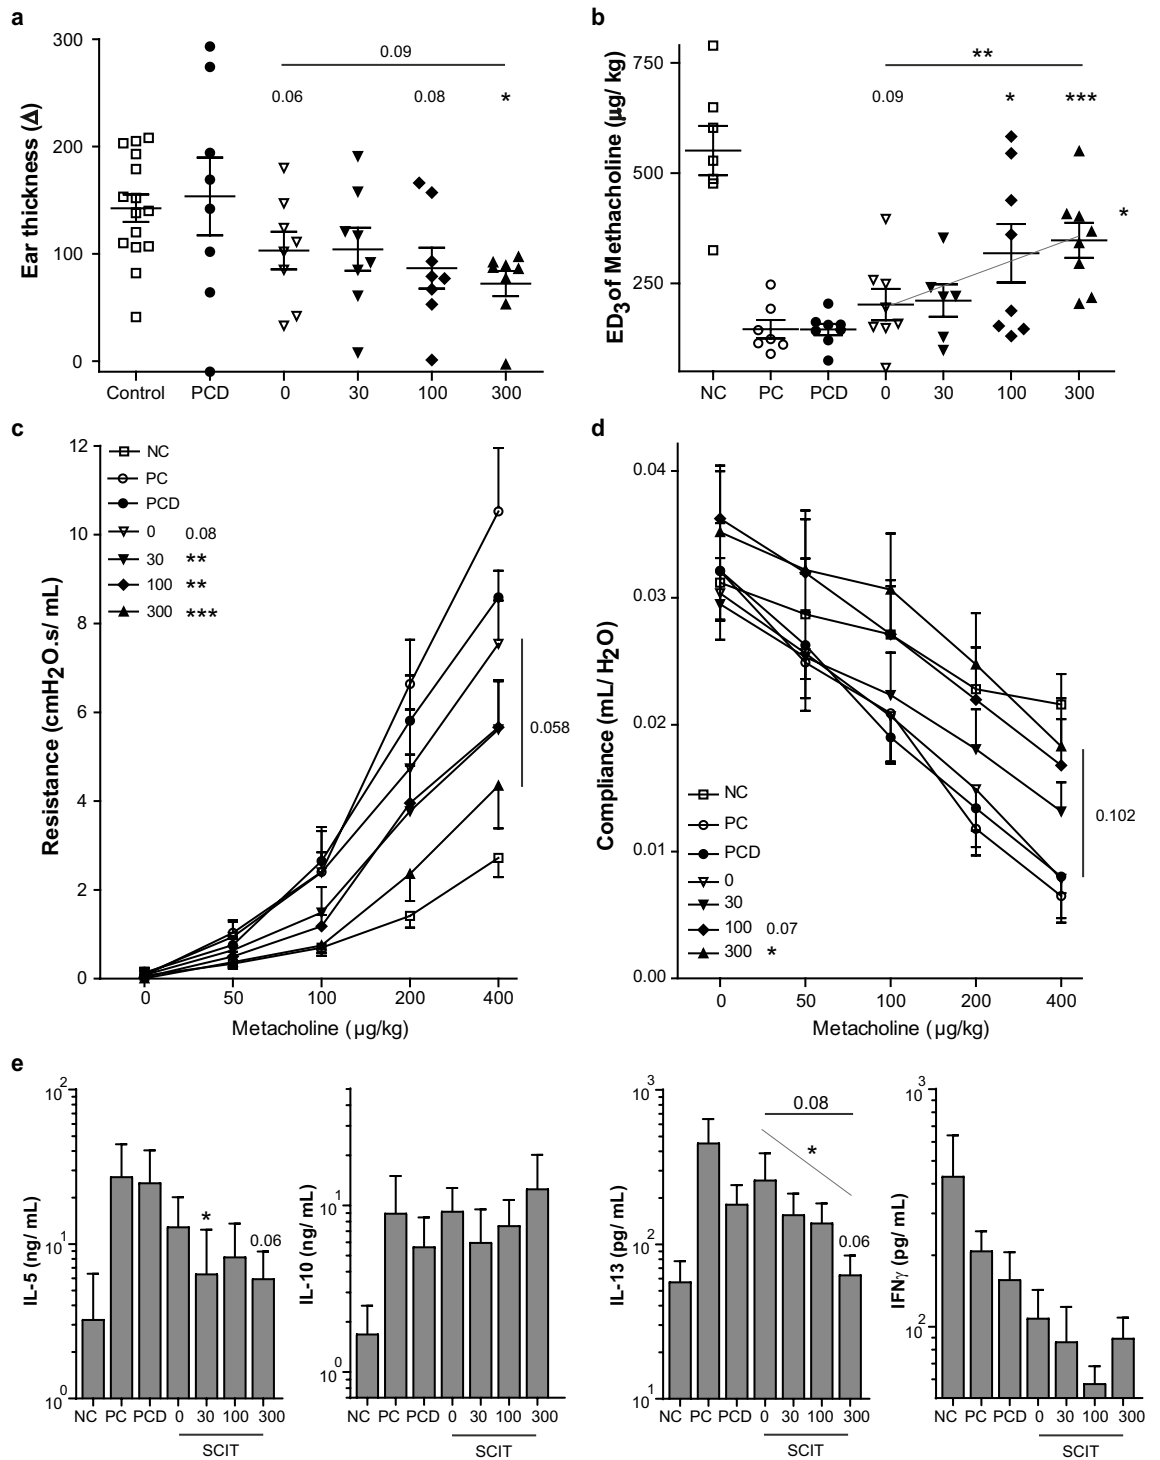 a
Ear thickness (Δ)
300
200
100
0
0.09
0.06
0.08
*
Control PCD 0 30 100 300
b
ED3of Methacholine (µg/ kg)
750
500
250
**
0.09
*
***
*
NC PC PCD 0 30 100 300
c
Resistance (cmH2O.s/ mL)
12
10
8
6
4
2
0
NC
PC
PCD
0 0.08
30 **
100 **
300 ***
0.058
0 50 100 200 400
Metacholine (µg/kg)
d
Compliance (mL/ H2O)
0.04
0.03
0.02
0.01
0.00
NC
PC
PCD
0
30
100 0.07
300 *
0.102
0 50 100 200 400
Metacholine (µg/kg)
e
IL-5 (ng/ mL)
10^2
10^1
10^0
*
0.06
NC PC PCD 0 30 100 300
SCIT
IL-10 (ng/ mL)
10^1
10^0
NC PC PCD 0 30 100 300
SCIT
IL-13 (pg/ mL)
10^3
10^2
10^1
0.08
*
0.06
NC PC PCD 0 30 100 300
SCIT
IFNγ (pg/ mL)
10^3
10^2
NC PC PCD 0 30 100 300
SCIT